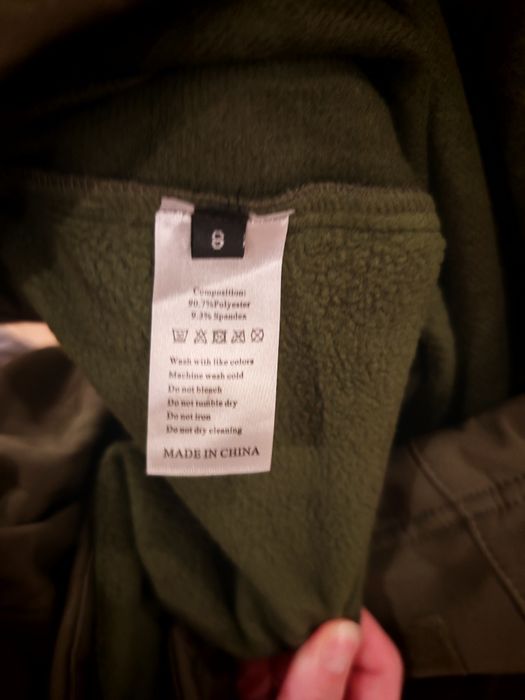 8
Composition:
90.7%Polyester
9.3% Spandex
Wash with like colors
Machine wash cold
Do not bleach
Do not tumble dry
Do not iron
Do not dry cleaning
MADE IN CHINA